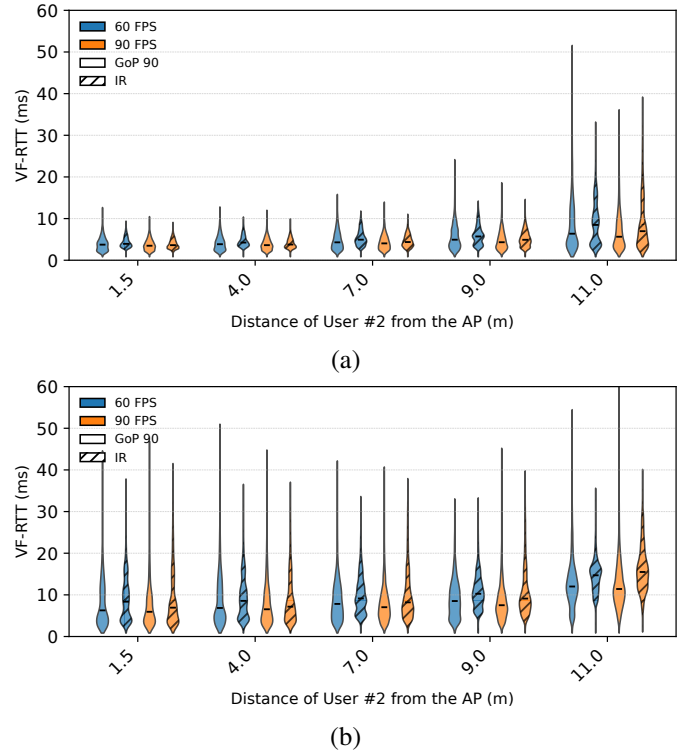 60
50
40
30
20
10
0
VF-RTT (ms)
60 FPS
90 FPS
GoP 90
IR
1.5
4.0
7.0
9.0
11.0
Distance of User #2 from the AP (m)
(a)
60
50
40
30
20
10
0
VF-RTT (ms)
60 FPS
90 FPS
GoP 90
IR
1.5
4.0
7.0
9.0
11.0
Distance of User #2 from the AP (m)
(b)